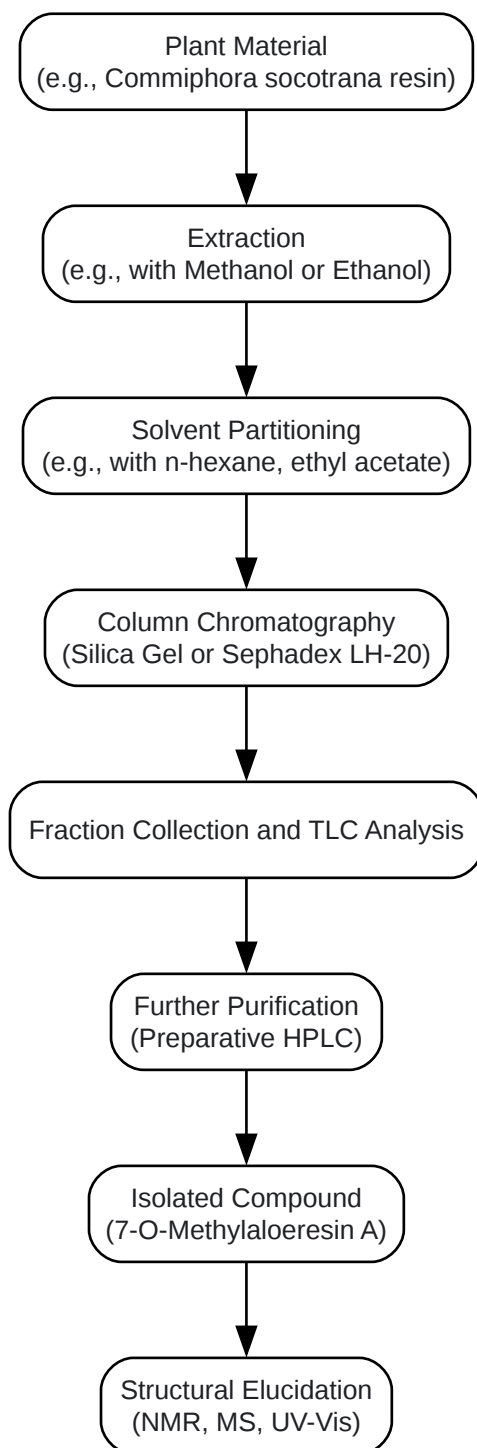 Plant Material
(e.g., Commiphora socotrana resin)
Extraction
(e.g., with Methanol or Ethanol)
Solvent Partitioning
(e.g., with n-hexane, ethyl acetate)
Column Chromatography
(Silica Gel or Sephadex LH-20)
Fraction Collection and TLC Analysis
Further Purification
(Preparative HPLC)
Isolated Compound
(7-O-Methylaloeresin A)
Structural Elucidation
(NMR, MS, UV-Vis)